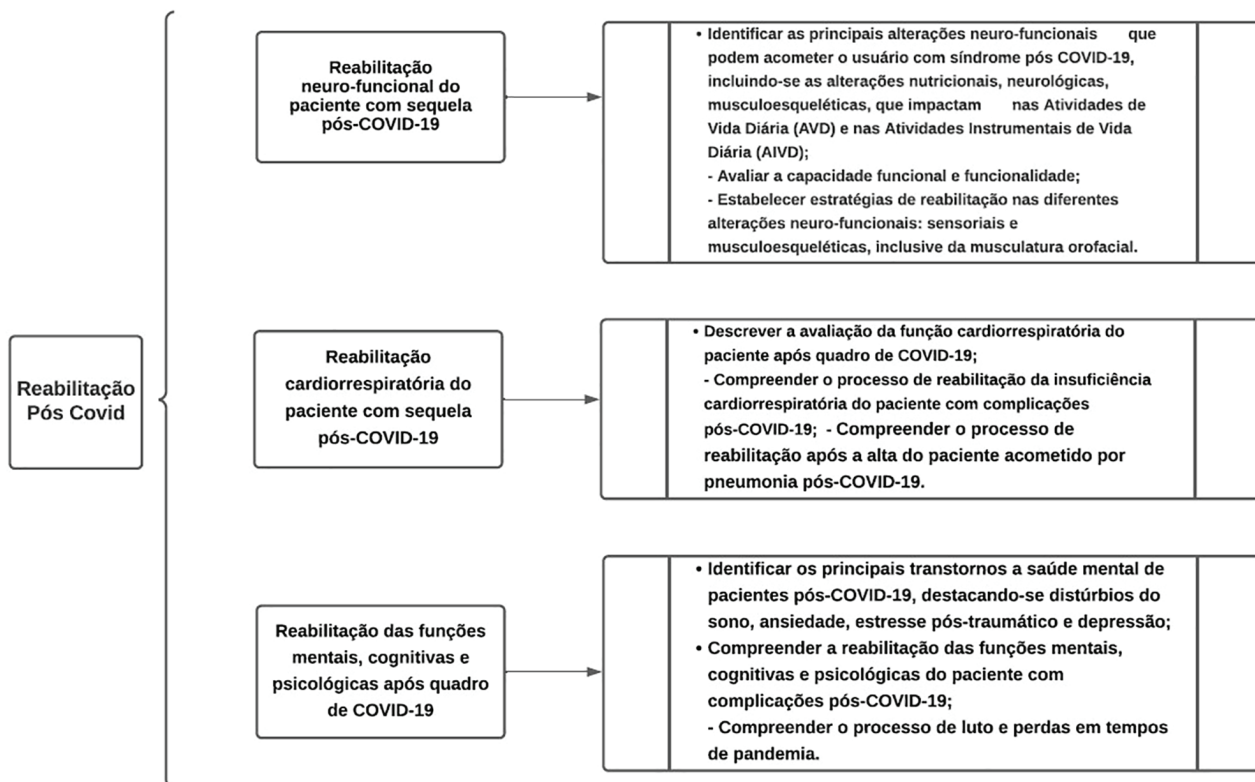 Reabilitação
Pós Covid
Reabilitação
neuro-funcional do
paciente com sequela
pós-COVID-19
• Identificar as principais alterações neuro-funcionais que
podem acometer o usuário com síndrome pós COVID-19,
incluindo-se as alterações nutricionais, neurológicas,
musculoesqueléticas, que impactam nas Atividades de
Vida Diária (AVD) e nas Atividades Instrumentais de Vida
Diária (AIVD);
- Avaliar a capacidade funcional e funcionalidade;
- Estabelecer estratégias de reabilitação nas diferentes
alterações neuro-funcionais: sensoriais e
musculoesqueléticas, inclusive da musculatura orofacial.
Reabilitação
cardiorrespiratória do
paciente com sequela
pós-COVID-19
• Descrever a avaliação da função cardiorrespiratória do
paciente após quadro de COVID-19;
- Compreender o processo de reabilitação da insuficiência
cardiorrespiratória do paciente com complicações
pós-COVID-19; - Compreender o processo de
reabilitação após a alta do paciente acometido por
pneumonia pós-COVID-19.
Reabilitação das funções
mentais, cognitivas e
psicológicas após quadro
de COVID-19
• Identificar os principais transtornos a saúde mental de
pacientes pós-COVID-19, destacando-se distúrbios do
sono, ansiedade, estresse pós-traumático e depressão;
• Compreender a reabilitação das funções mentais,
cognitivas e psicológicas do paciente com
complicações pós-COVID-19;
- Compreender o processo de luto e perdas em tempos
de pandemia.